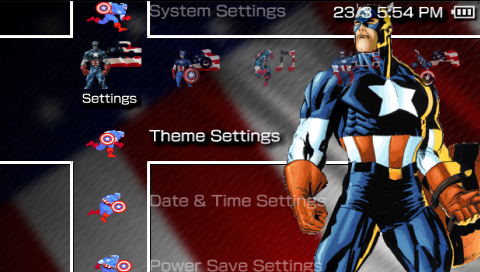 System Settings
23/3 5:54 PM
Settings
Theme Settings
Date & Time Settings
Power Save Settings